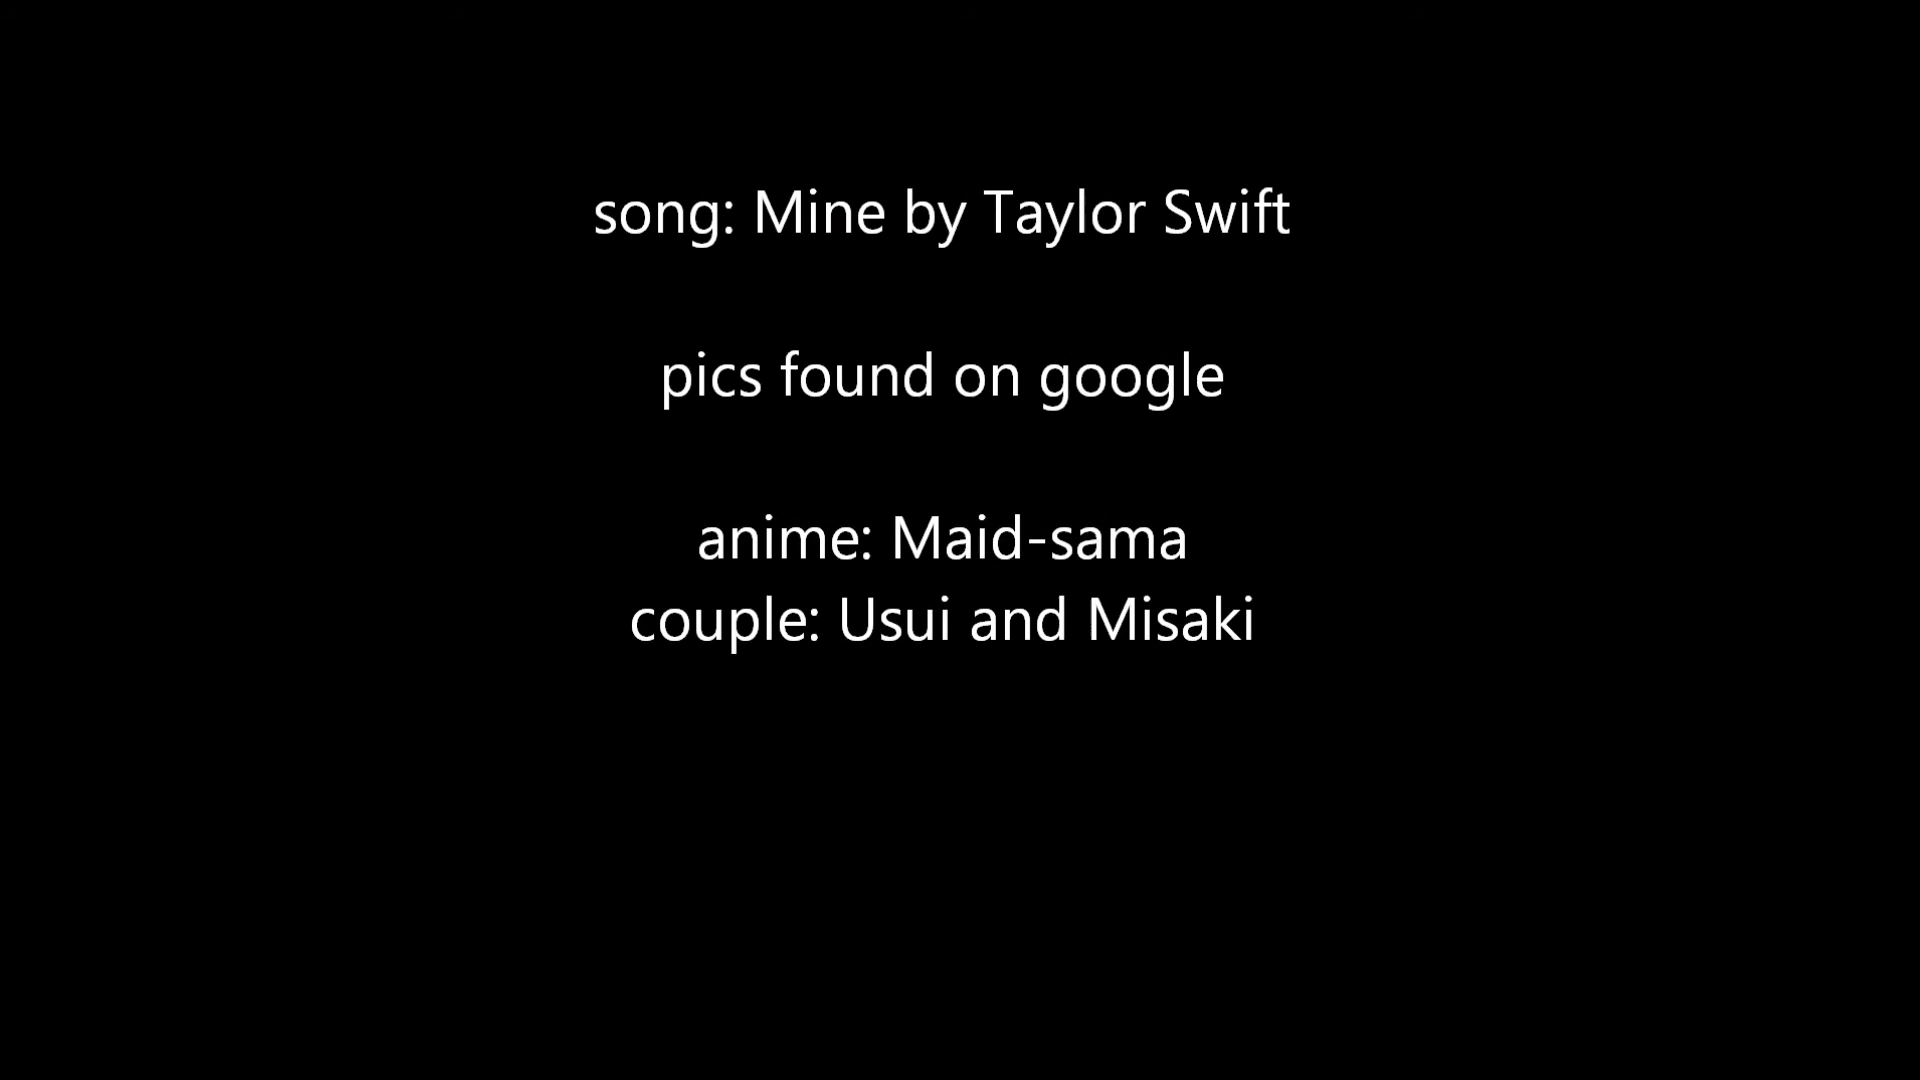 song: Mine by Taylor Swift
pics found on google
anime: Maid-sama
couple: Usui and Misaki